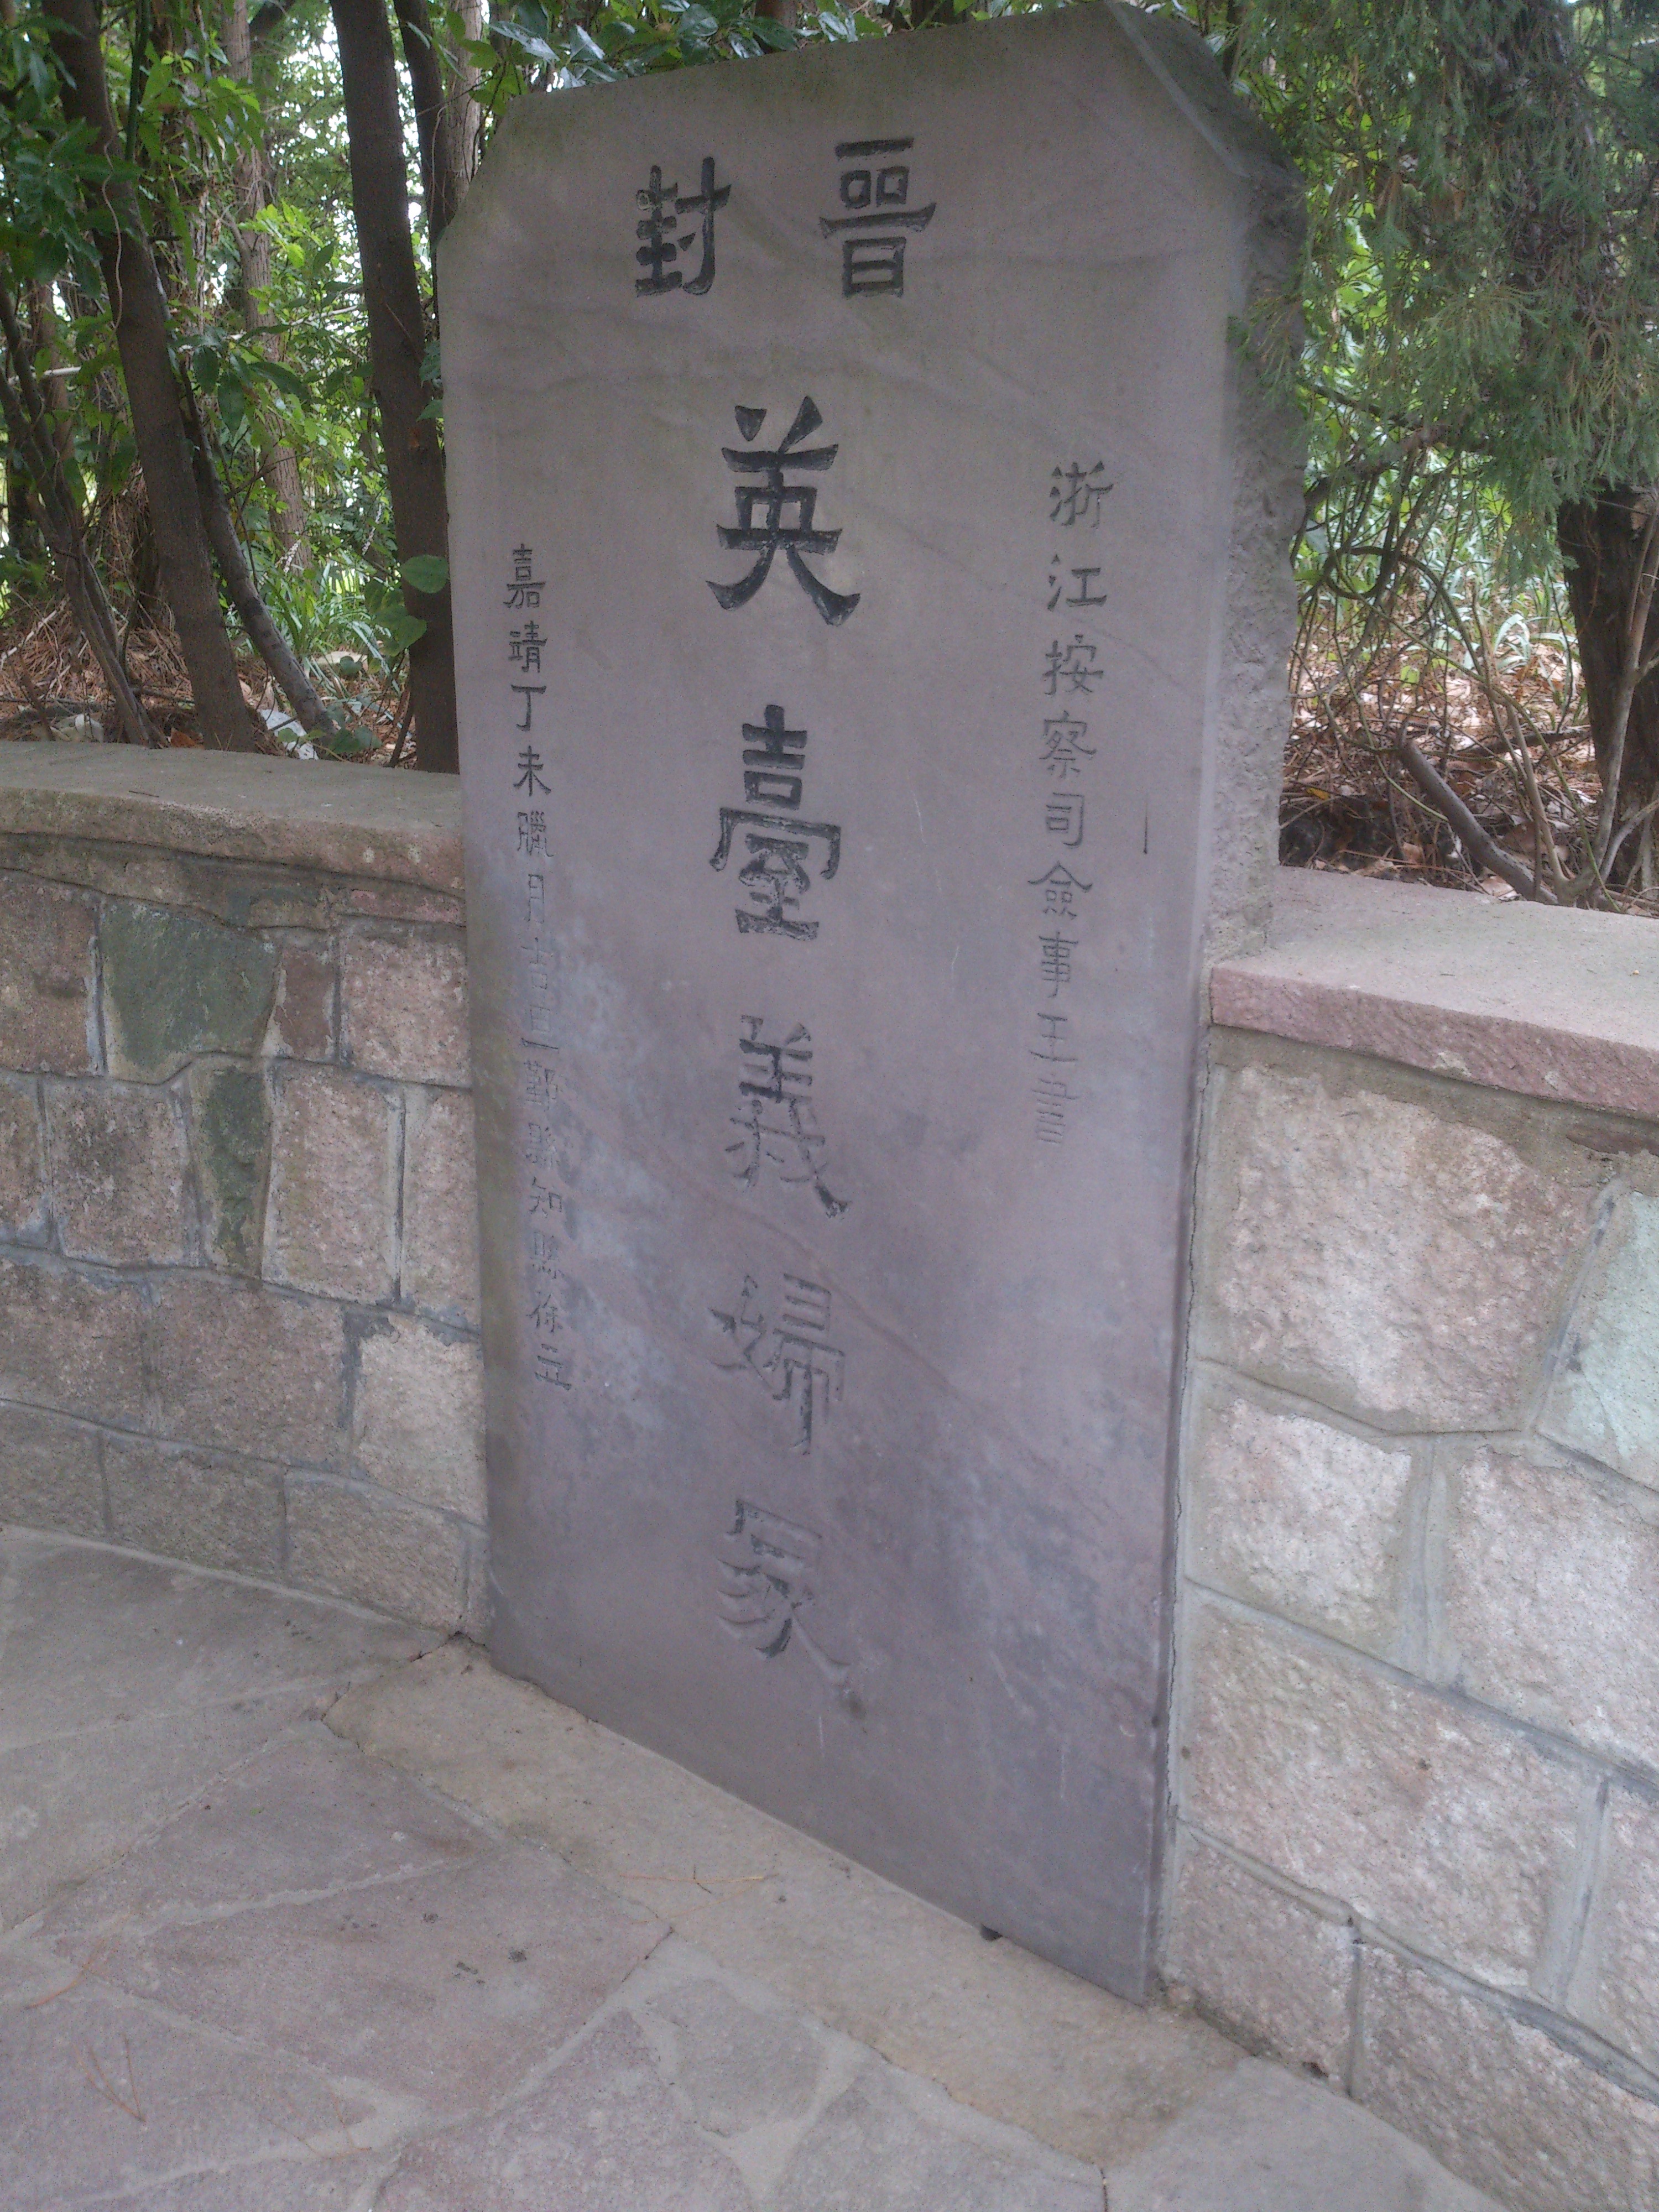 晉封
浙江按察司僉事王書
英臺義婦冢
嘉靖丁未臘月吉旦鄞縣知縣徐立